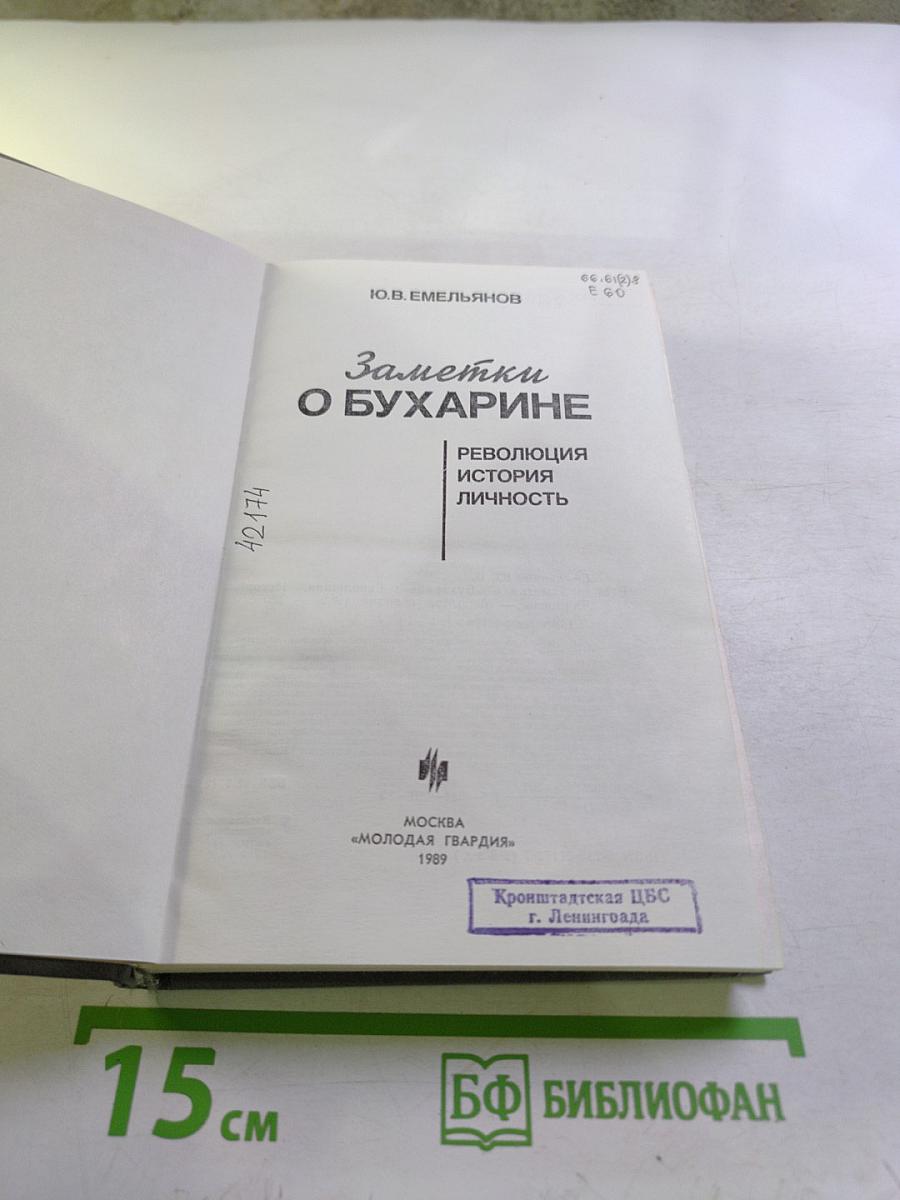 66.61(2)8
Е 60
Ю.В. ЕМЕЛЬЯНОВ
Заметки
О БУХАРИНЕ
РЕВОЛЮЦИЯ
ИСТОРИЯ
ЛИЧНОСТЬ
42174
МОСКВА
«МОЛОДАЯ ГВАРДИЯ»
1989
Кронштадтская ЦБС
г. Ленинграда
15 см
БФ БИБЛИОФАН